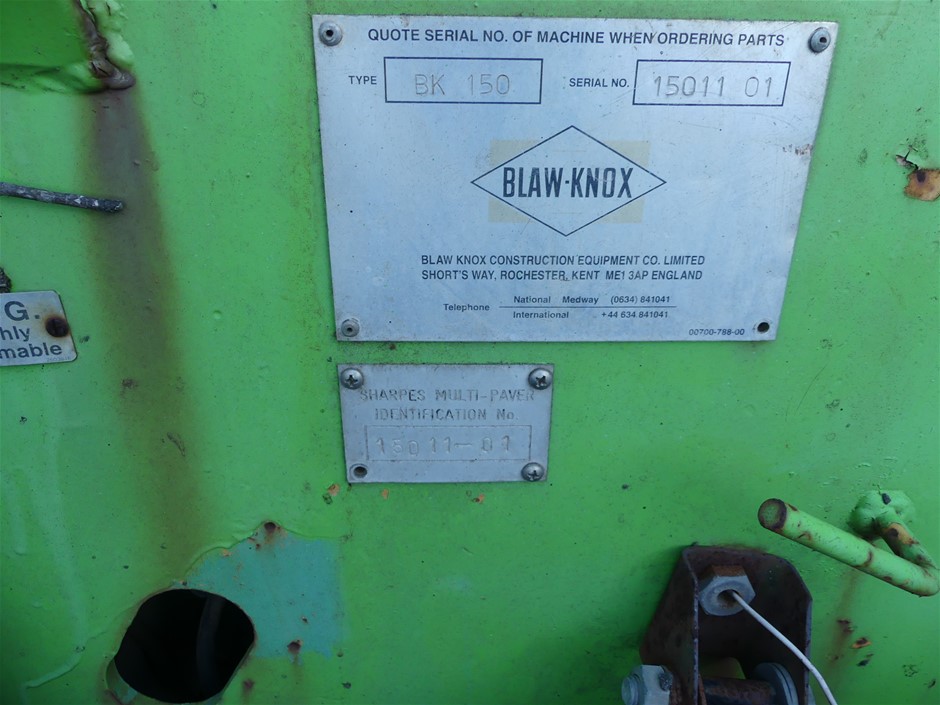 QUOTE SERIAL NO. OF MACHINE WHEN ORDERING PARTS
TYPE BK 150 SERIAL NO. 15011 01
BLAW-KNOX
BLAW KNOX CONSTRUCTION EQUIPMENT CO. LIMITED
SHORT'S WAY, ROCHESTER, KENT ME1 3AP ENGLAND
Telephone National Medway (0634) 841041
International +44 634 841041
00700-788-00
G.
hly
mable
SHARPES MULTI-PAVER
IDENTIFICATION No.
15011-01